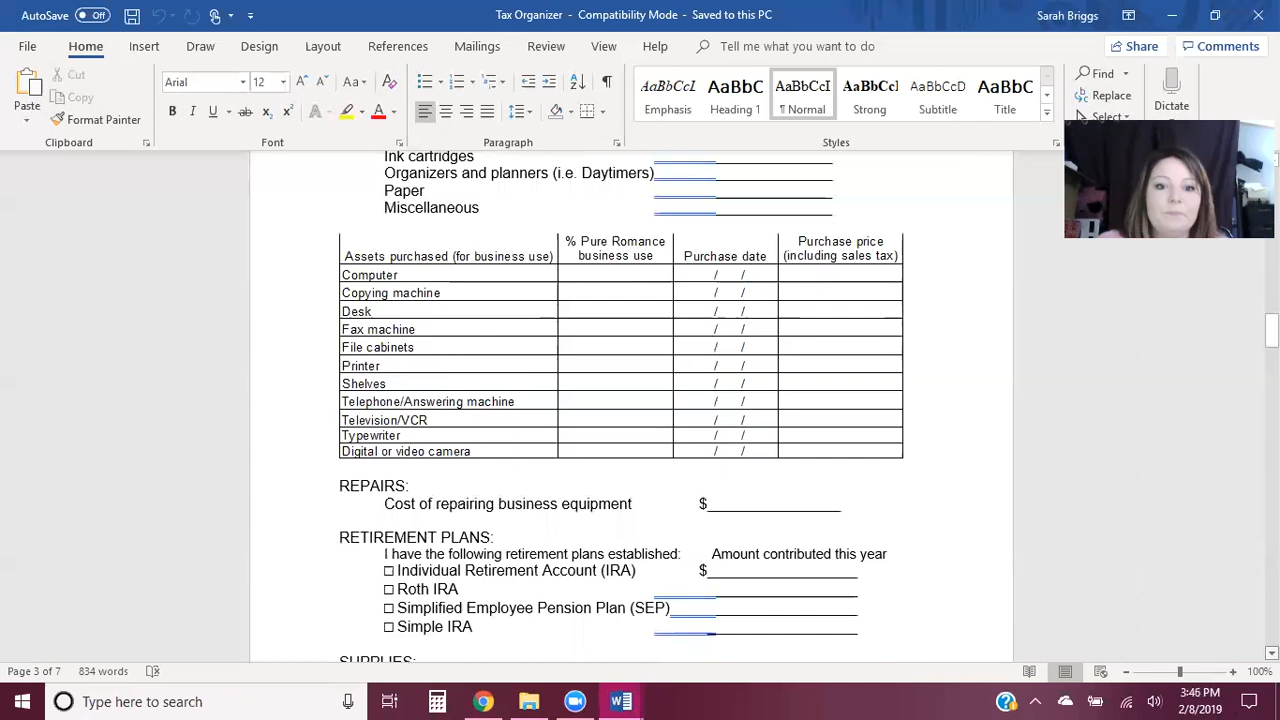 AutoSave Off Tax Organizer - Compatibility Mode - Saved to this PC Sarah Briggs
File Home Insert Draw Design Layout References Mailings Review View Help Tell me what you want to do Share Comments
Paste
Cut
Copy
Format Painter
Clipboard
Arial 12
Aa
B I U ab x₂ x²
A A
Font
Paragraph
AaBbCcI AaBbC AaBbCcI AaBbCc AaBbCcD AaBbC
Emphasis Heading 1 ¶ Normal Strong Subtitle Title
Styles
Find
Replace
Select
Dictate
Ink cartridges
Organizers and planners (i.e. Daytimers)
Paper
Miscellaneous
Assets purchased (for business use) % Pure Romance business use Purchase date Purchase price (including sales tax)
Computer / /
Copying machine / /
Desk / /
Fax machine / /
File cabinets / /
Printer / /
Shelves / /
Telephone/Answering machine / /
Television/VCR / /
Typewriter / /
Digital or video camera / /
REPAIRS:
Cost of repairing business equipment $
RETIREMENT PLANS:
I have the following retirement plans established: Amount contributed this year
☐ Individual Retirement Account (IRA) $
☐ Roth IRA
☐ Simplified Employee Pension Plan (SEP)
☐ Simple IRA
SUPPLIES:
Page 3 of 7 834 words 100%
Type here to search 3:46 PM
2/8/2019